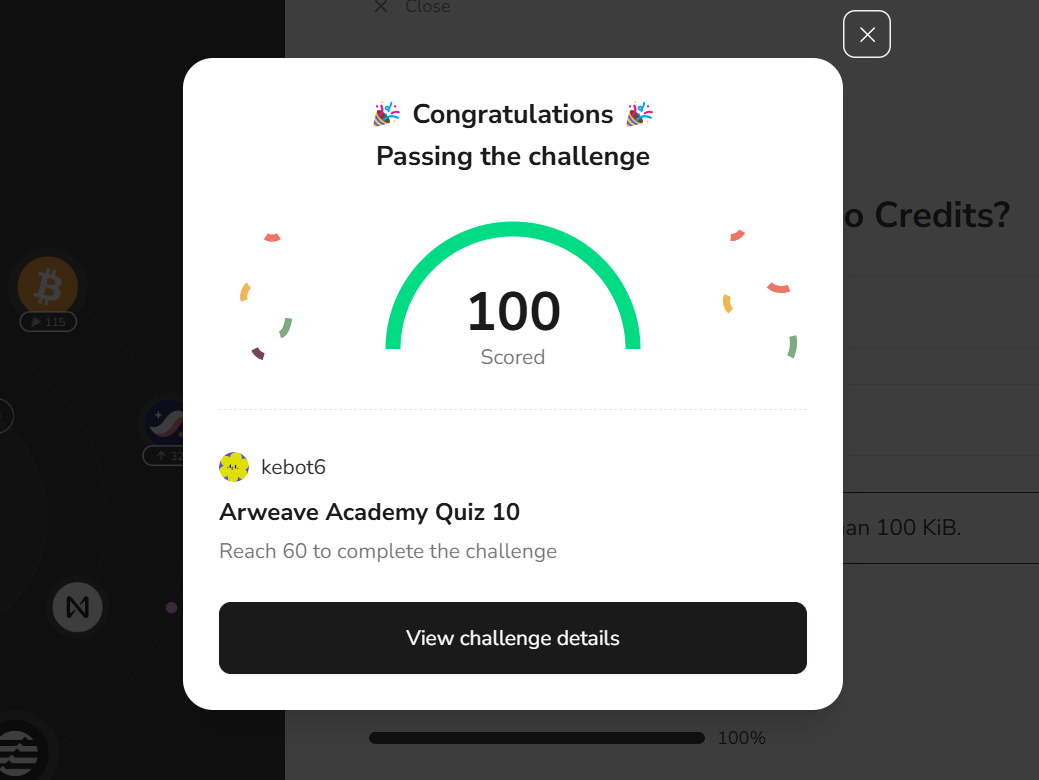 Close
Congratulations
Passing the challenge
Credits?
115
100
Scored
32
kebot6
Arweave Academy Quiz 10
an 100 KiB.
Reach 60 to complete the challenge
View challenge details
100%